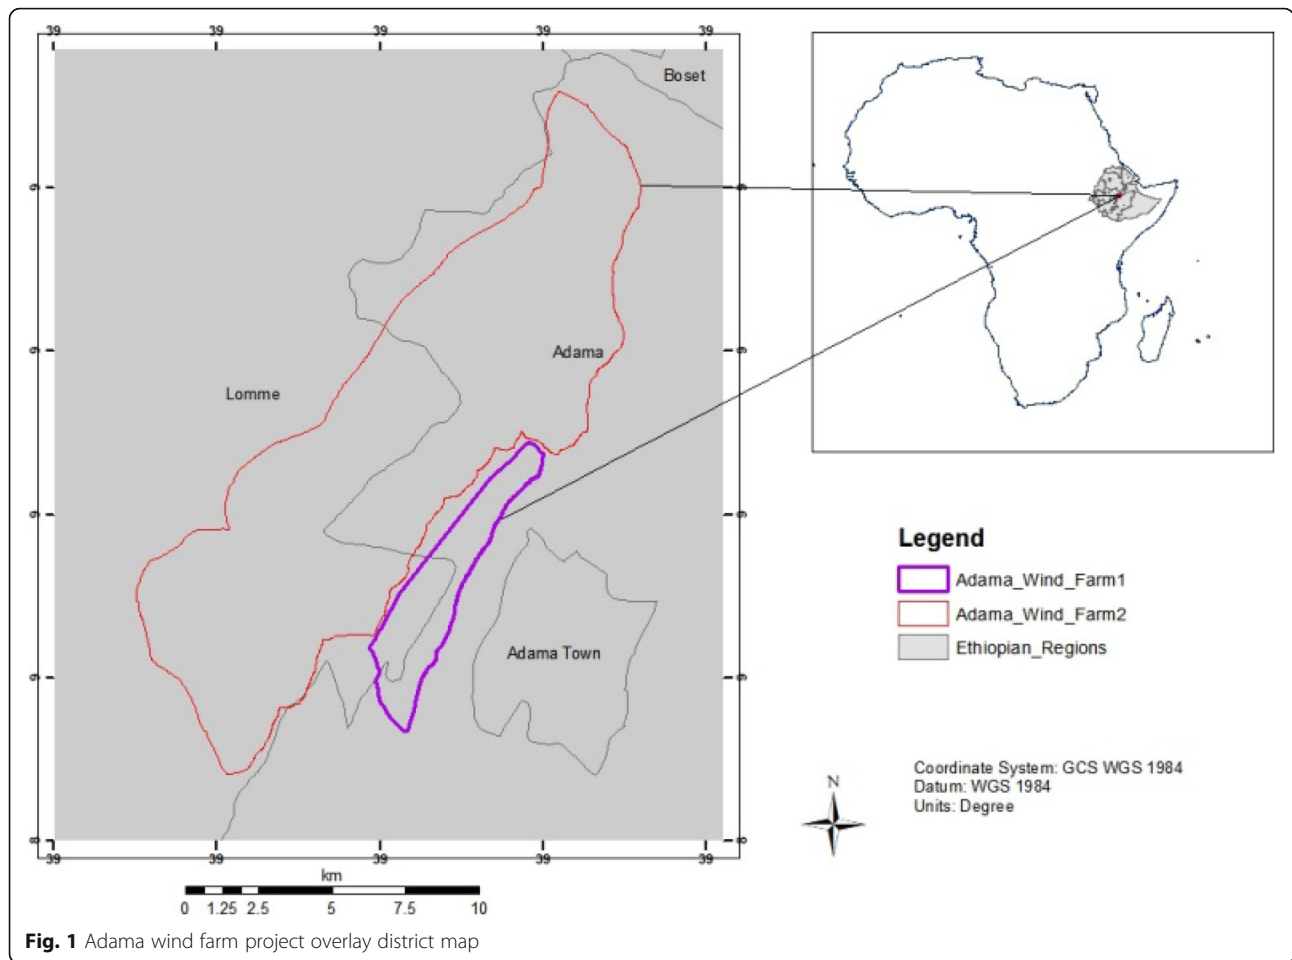 39 39 39 39 39
Boset
9 9
Adama
9 9
Lomme
9 9
Adama Town
9 9
8 8
39 39 39 39 39
km
0 1.25 2.5 5 7.5 10
Legend
Adama_Wind_Farm1
Adama_Wind_Farm2
Ethiopian_Regions
Coordinate System: GCS WGS 1984
Datum: WGS 1984
Units: Degree
N
Fig. 1 Adama wind farm project overlay district map